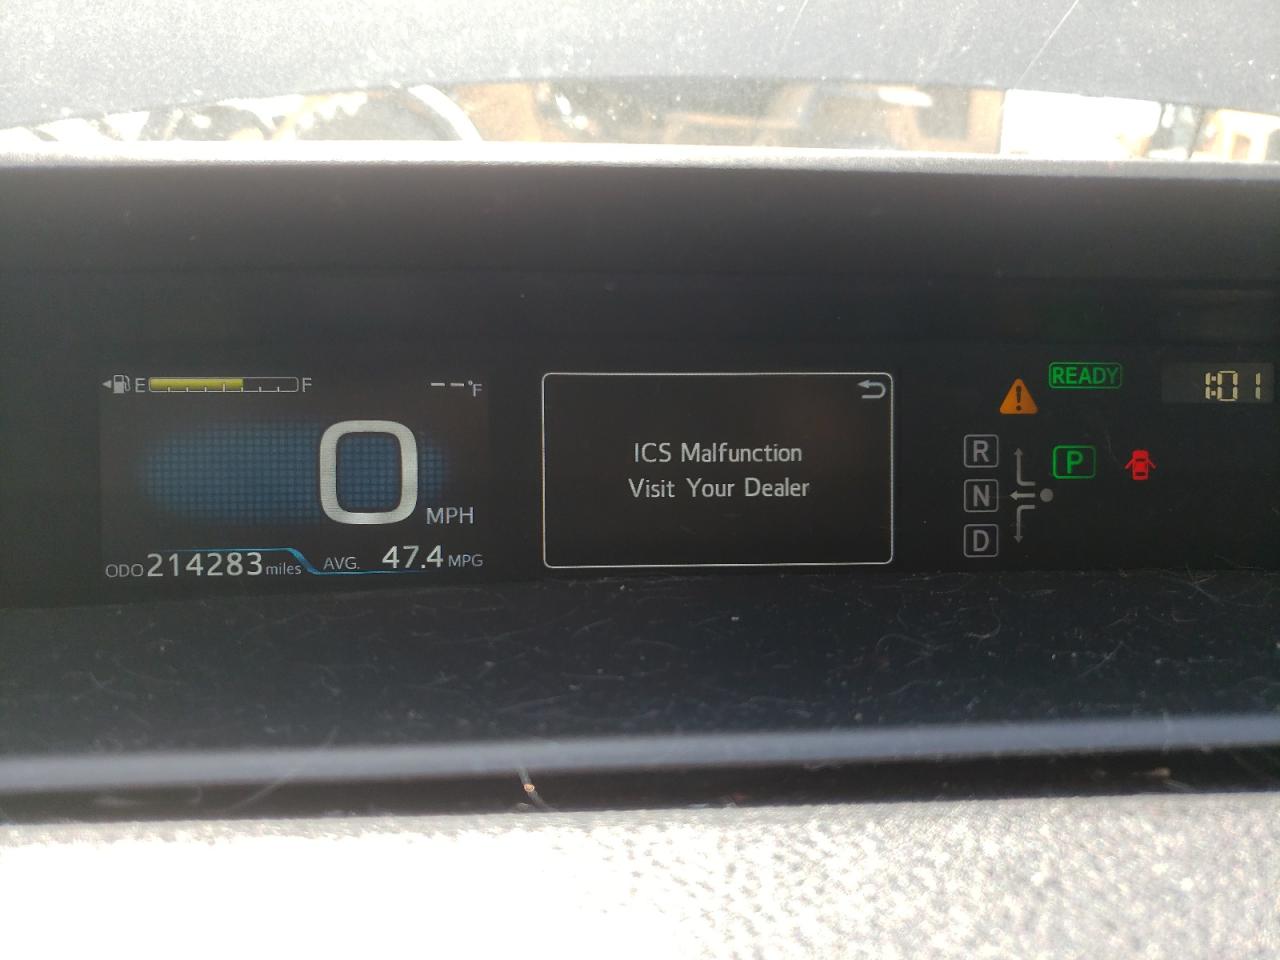 E F
--°F
0 MPH
ODO 214283 miles AVG. 47.4 MPG
ICS Malfunction
Visit Your Dealer
READY
1:01
R
P
N
D